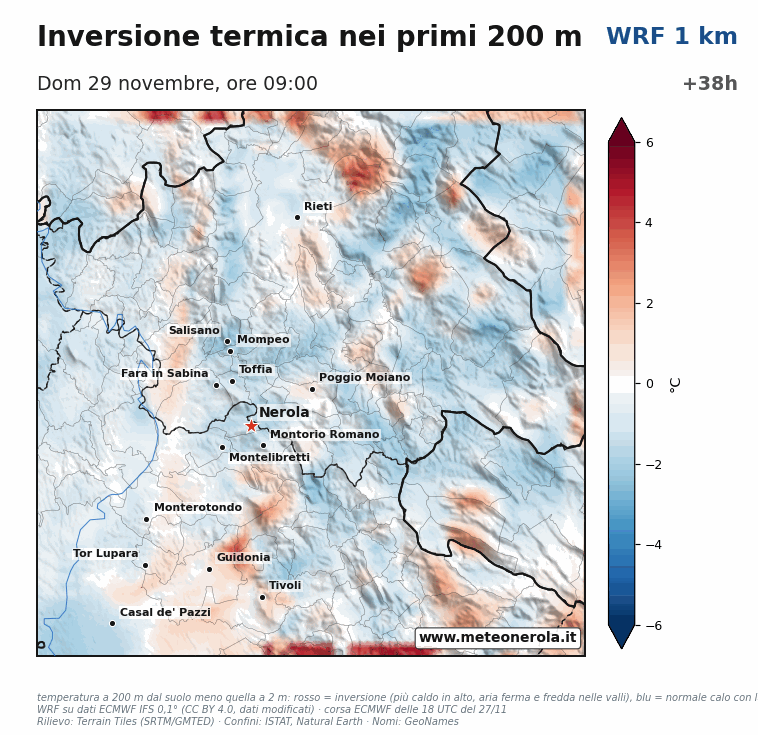 Inversione termica nei primi 200 m
WRF 1 km
Dom 29 novembre, ore 09:00
+38h
Rieti
Salisano
Mompeo
Fara in Sabina
Toffia
Poggio Moiano
Nerola
Montorio Romano
Montelibretti
Monterotondo
Tor Lupara
Guidonia
Tivoli
Casal de' Pazzi
www.meteonerola.it
6
4
2
0
−2
−4
−6
°C
temperatura a 200 m dal suolo meno quella a 2 m: rosso = inversione (più caldo in alto, aria ferma e fredda nelle valli), blu = normale calo con l
WRF su dati ECMWF IFS 0,1° (CC BY 4.0, dati modificati) · corsa ECMWF delle 18 UTC del 27/11
Rilievo: Terrain Tiles (SRTM/GMTED) · Confini: ISTAT, Natural Earth · Nomi: GeoNames